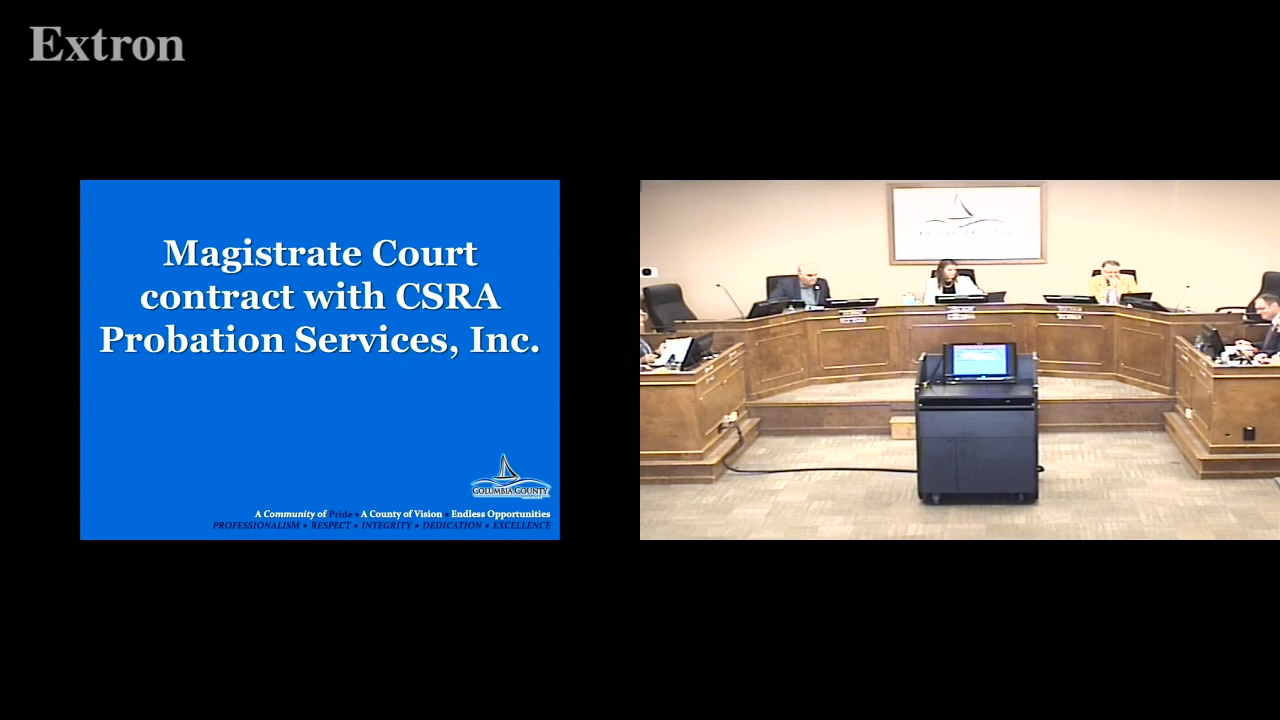 Extron
Magistrate Court
contract with CSRA
Probation Services, Inc.
COLUMBIA COUNTY
A Community of Pride • A County of Vision • Endless Opportunities
PROFESSIONALISM • RESPECT • INTEGRITY • DEDICATION • EXCELLENCE